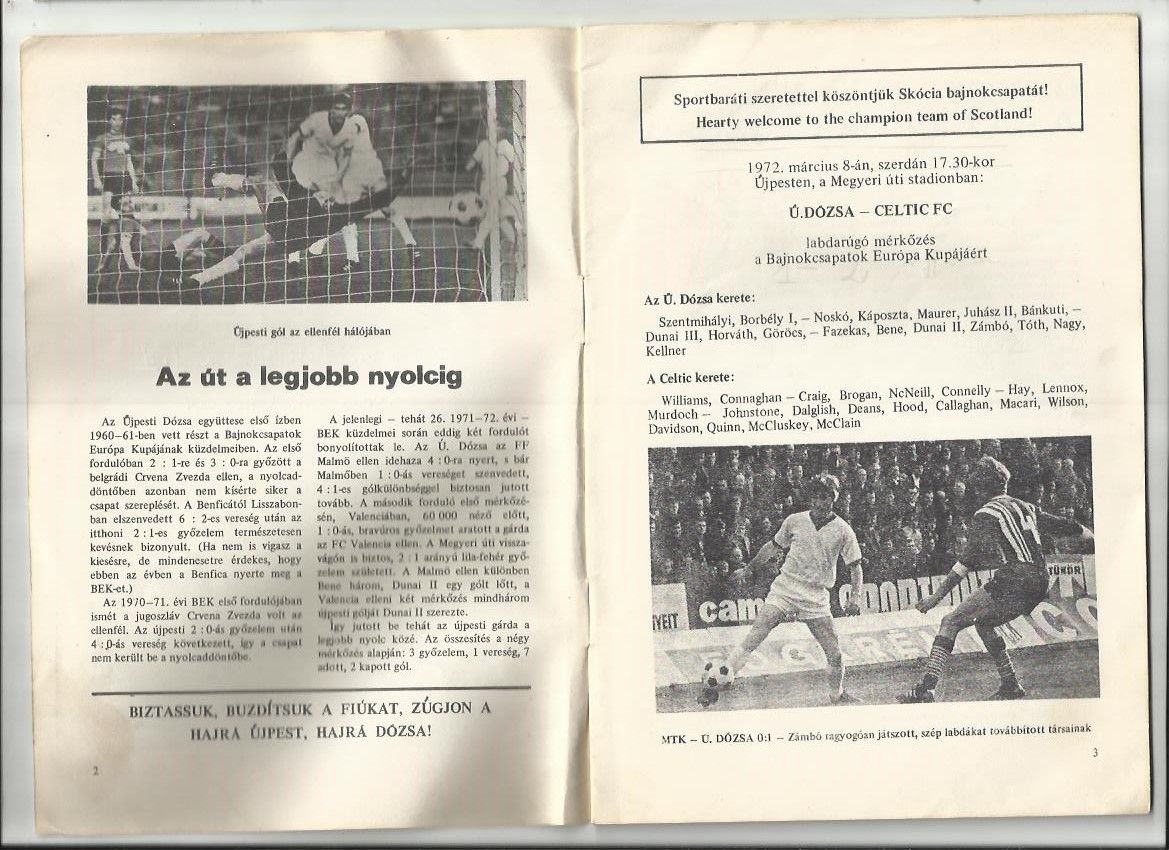 Újpesti gól az ellenfél hálójában
Az út a legjobb nyolcig
Az Újpesti Dózsa együttese első ízben
1960–61-ben vett részt a Bajnokcsapatok
Európa Kupájának küzdelmeiben. Az első
fordulóban 2 : 1-re és 3 : 0-ra győzött a
belgrádi Crvena Zvezda ellen, a nyolcad-
döntőben azonban nem kísérte siker a
csapat szereplését. A Benficától Lisszabon-
ban elszenvedett 6 : 2-es vereség után az
itthoni 2 : 1-es győzelem természetesen
kevésnek bizonyult. (Ha nem is vigasz a
kiesésre, de mindencsetre érdekes, hogy
ebben az évben a Benfica nyerte meg a
BEK-et.)
Az 1970–71. évi BEK első fordulójában
ismét a jugoszláv Crvena Zvezda volt az
ellenfél. Az újpesti 2 : 0-ás győzelem után
4 : 0-ás vereség következett, így a csapat
nem került be a nyolcaddöntőbe.
A jelenlegi – tehát 26. 1971–72. évi –
BEK küzdelmei során eddig két fordulót
bonyolítottak le. Az Ú. Dózsa az FF
Malmö ellen idehaza 4 : 0-ra nyert, s bár
Malmőben 1 : 0-ás vereséget szenvedett,
4 : 1-es gólkülönbséggel biztosan jutott
tovább. A második forduló első mérkőzé-
sén, Valenciában, 60 000 néző előtt,
1 : 0-ás, bravúros győzelmet aratott a gárda
az FC Valencia ellen. A Megyeri úti vissza-
vágón is biztos, 2 : 1 arányú lila-fehér győ-
zelem született. A Malmö ellen különben
Bene három, Dunai II egy gólt lőtt, a
Valencia elleni két mérkőzés mindhárom
újpesti gólját Dunai II szerezte.
Így jutott be tehát az újpesti gárda a
legjobb nyolc közé. Az összesítés a négy
mérkőzés alapján: 3 győzelem, 1 vereség, 7
adott, 2 kapott gól.
BIZTASSUK, BUZDÍTSUK A FIÚKAT, ZÚGJON A
HAJRÁ ÚJPEST, HAJRÁ DÓZSA!
2
Sportbaráti szeretettel köszöntjük Skócia bajnokcsapatát!
Hearty welcome to the champion team of Scotland!
1972. március 8-án, szerdán 17.30-kor
Újpesten, a Megyeri úti stadionban:
Ú.DÓZSA – CELTIC FC
labdarúgó mérkőzés
a Bajnokcsapatok Európa Kupájáért
Az Ú. Dózsa kerete:
Szentmihályi, Borbély I, – Noskó, Káposzta, Maurer, Juhász II, Bánkuti, –
Dunai III, Horváth, Göröcs, – Fazekas, Bene, Dunai II, Zámbó, Tóth, Nagy,
Kellner
A Celtic kerete:
Williams, Connaghan – Craig, Brogan, NcNeill, Connelly – Hay, Lennox,
Murdoch – Johnstone, Dalglish, Deans, Hood, Callaghan, Macari, Wilson,
Davidson, Quinn, McCluskey, McClain
TÜKÖR
MTK – Ú. DÓZSA 0:1 – Zámbó ragyogóan játszott, szép labdákat továbbított társainak
3